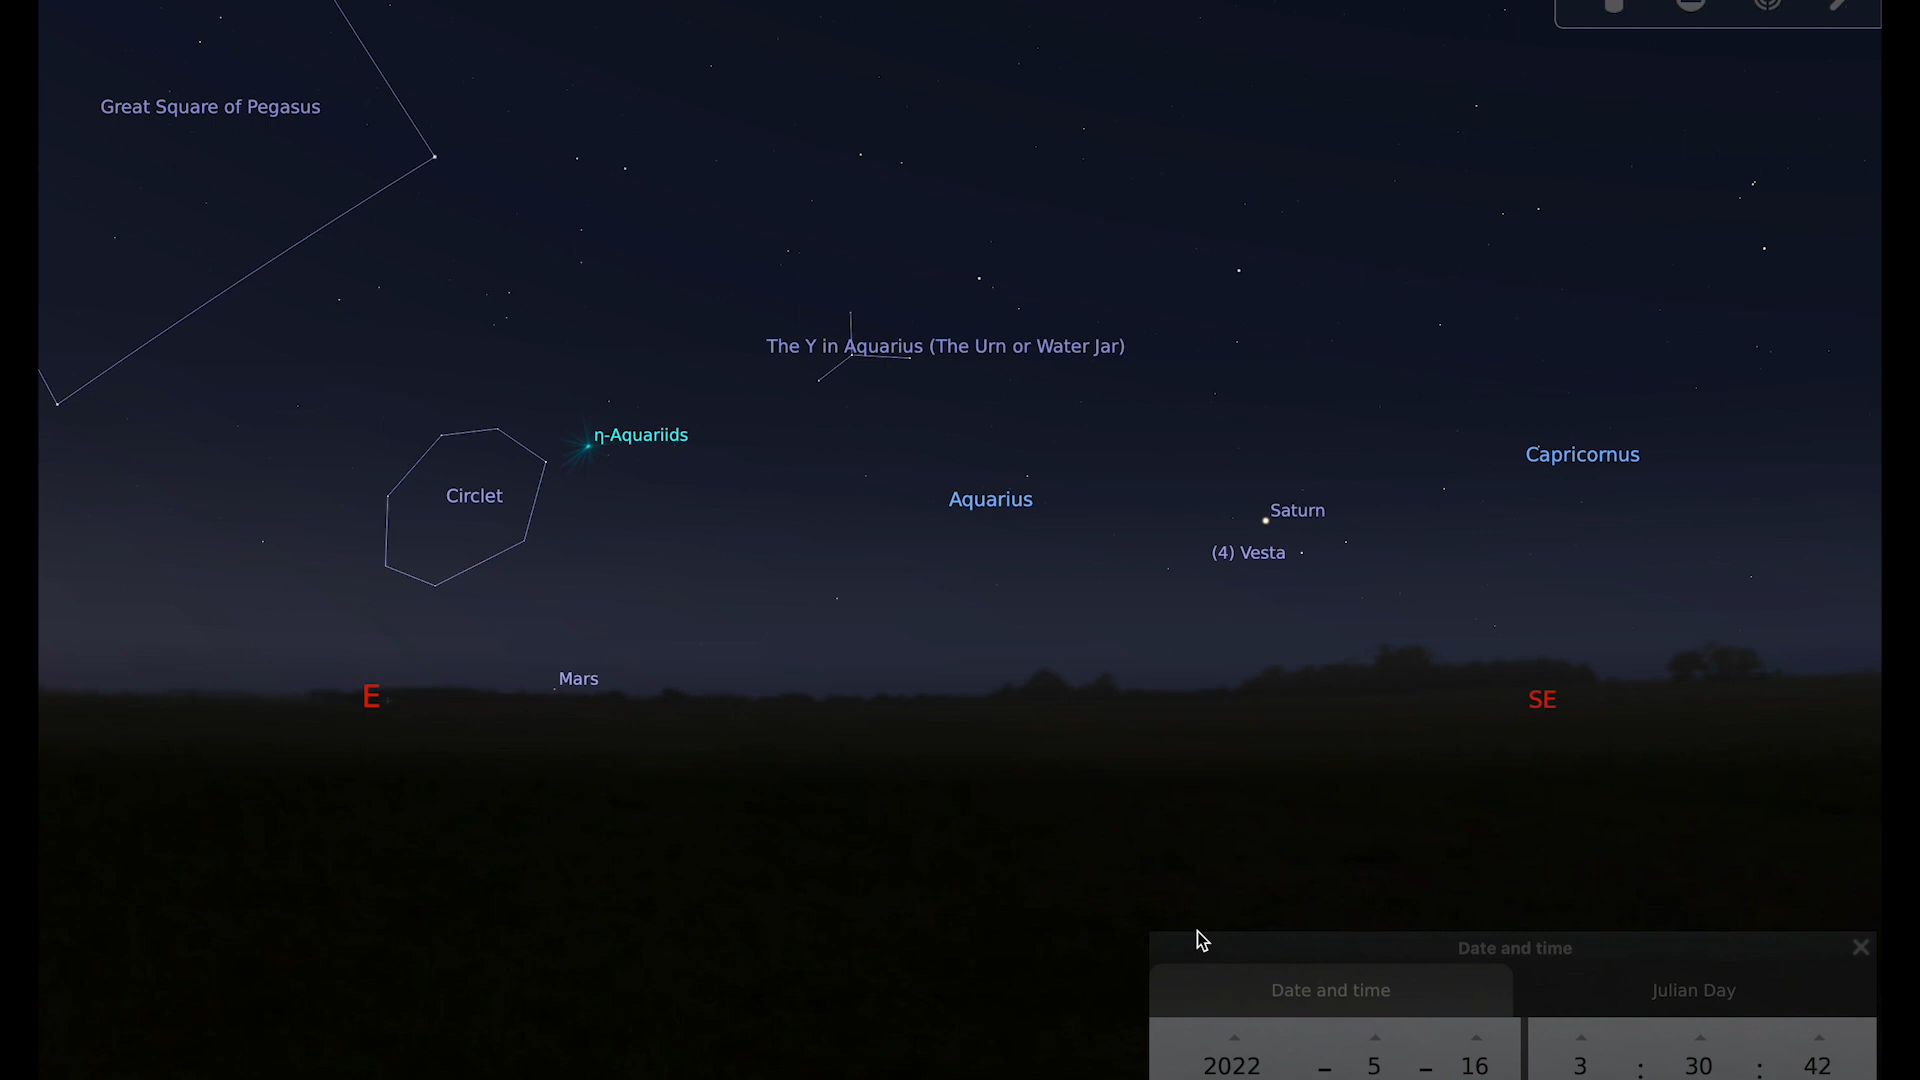 Great Square of Pegasus
The Y in Aquarius (The Urn or Water Jar)
η-Aquariids
Capricornus
Circlet
Aquarius
Saturn
(4) Vesta
Mars
E
SE
Date and time
Date and time
Julian Day
2022 – 5 – 16 3 : 30 : 42